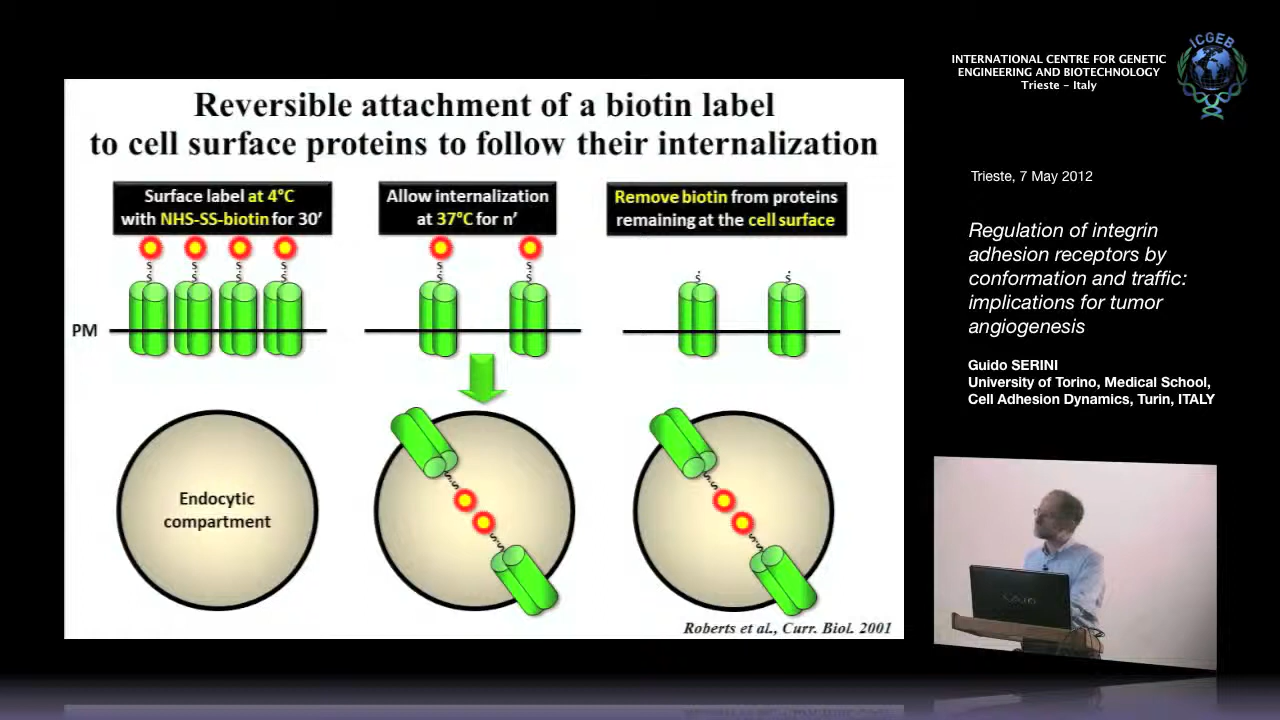 Reversible attachment of a biotin label
to cell surface proteins to follow their internalization
Surface label at 4°C
with NHS-SS-biotin for 30’
Allow internalization
at 37°C for n’
Remove biotin from proteins
remaining at the cell surface
S S S S S S
S S S S S S
S S
PM
Endocytic
compartment
Roberts et al., Curr. Biol. 2001
INTERNATIONAL CENTRE FOR GENETIC
ENGINEERING AND BIOTECHNOLOGY
Trieste – Italy
ICGEB
Trieste, 7 May 2012
Regulation of integrin
adhesion receptors by
conformation and traffic:
implications for tumor
angiogenesis
Guido SERINI
University of Torino, Medical School,
Cell Adhesion Dynamics, Turin, ITALY